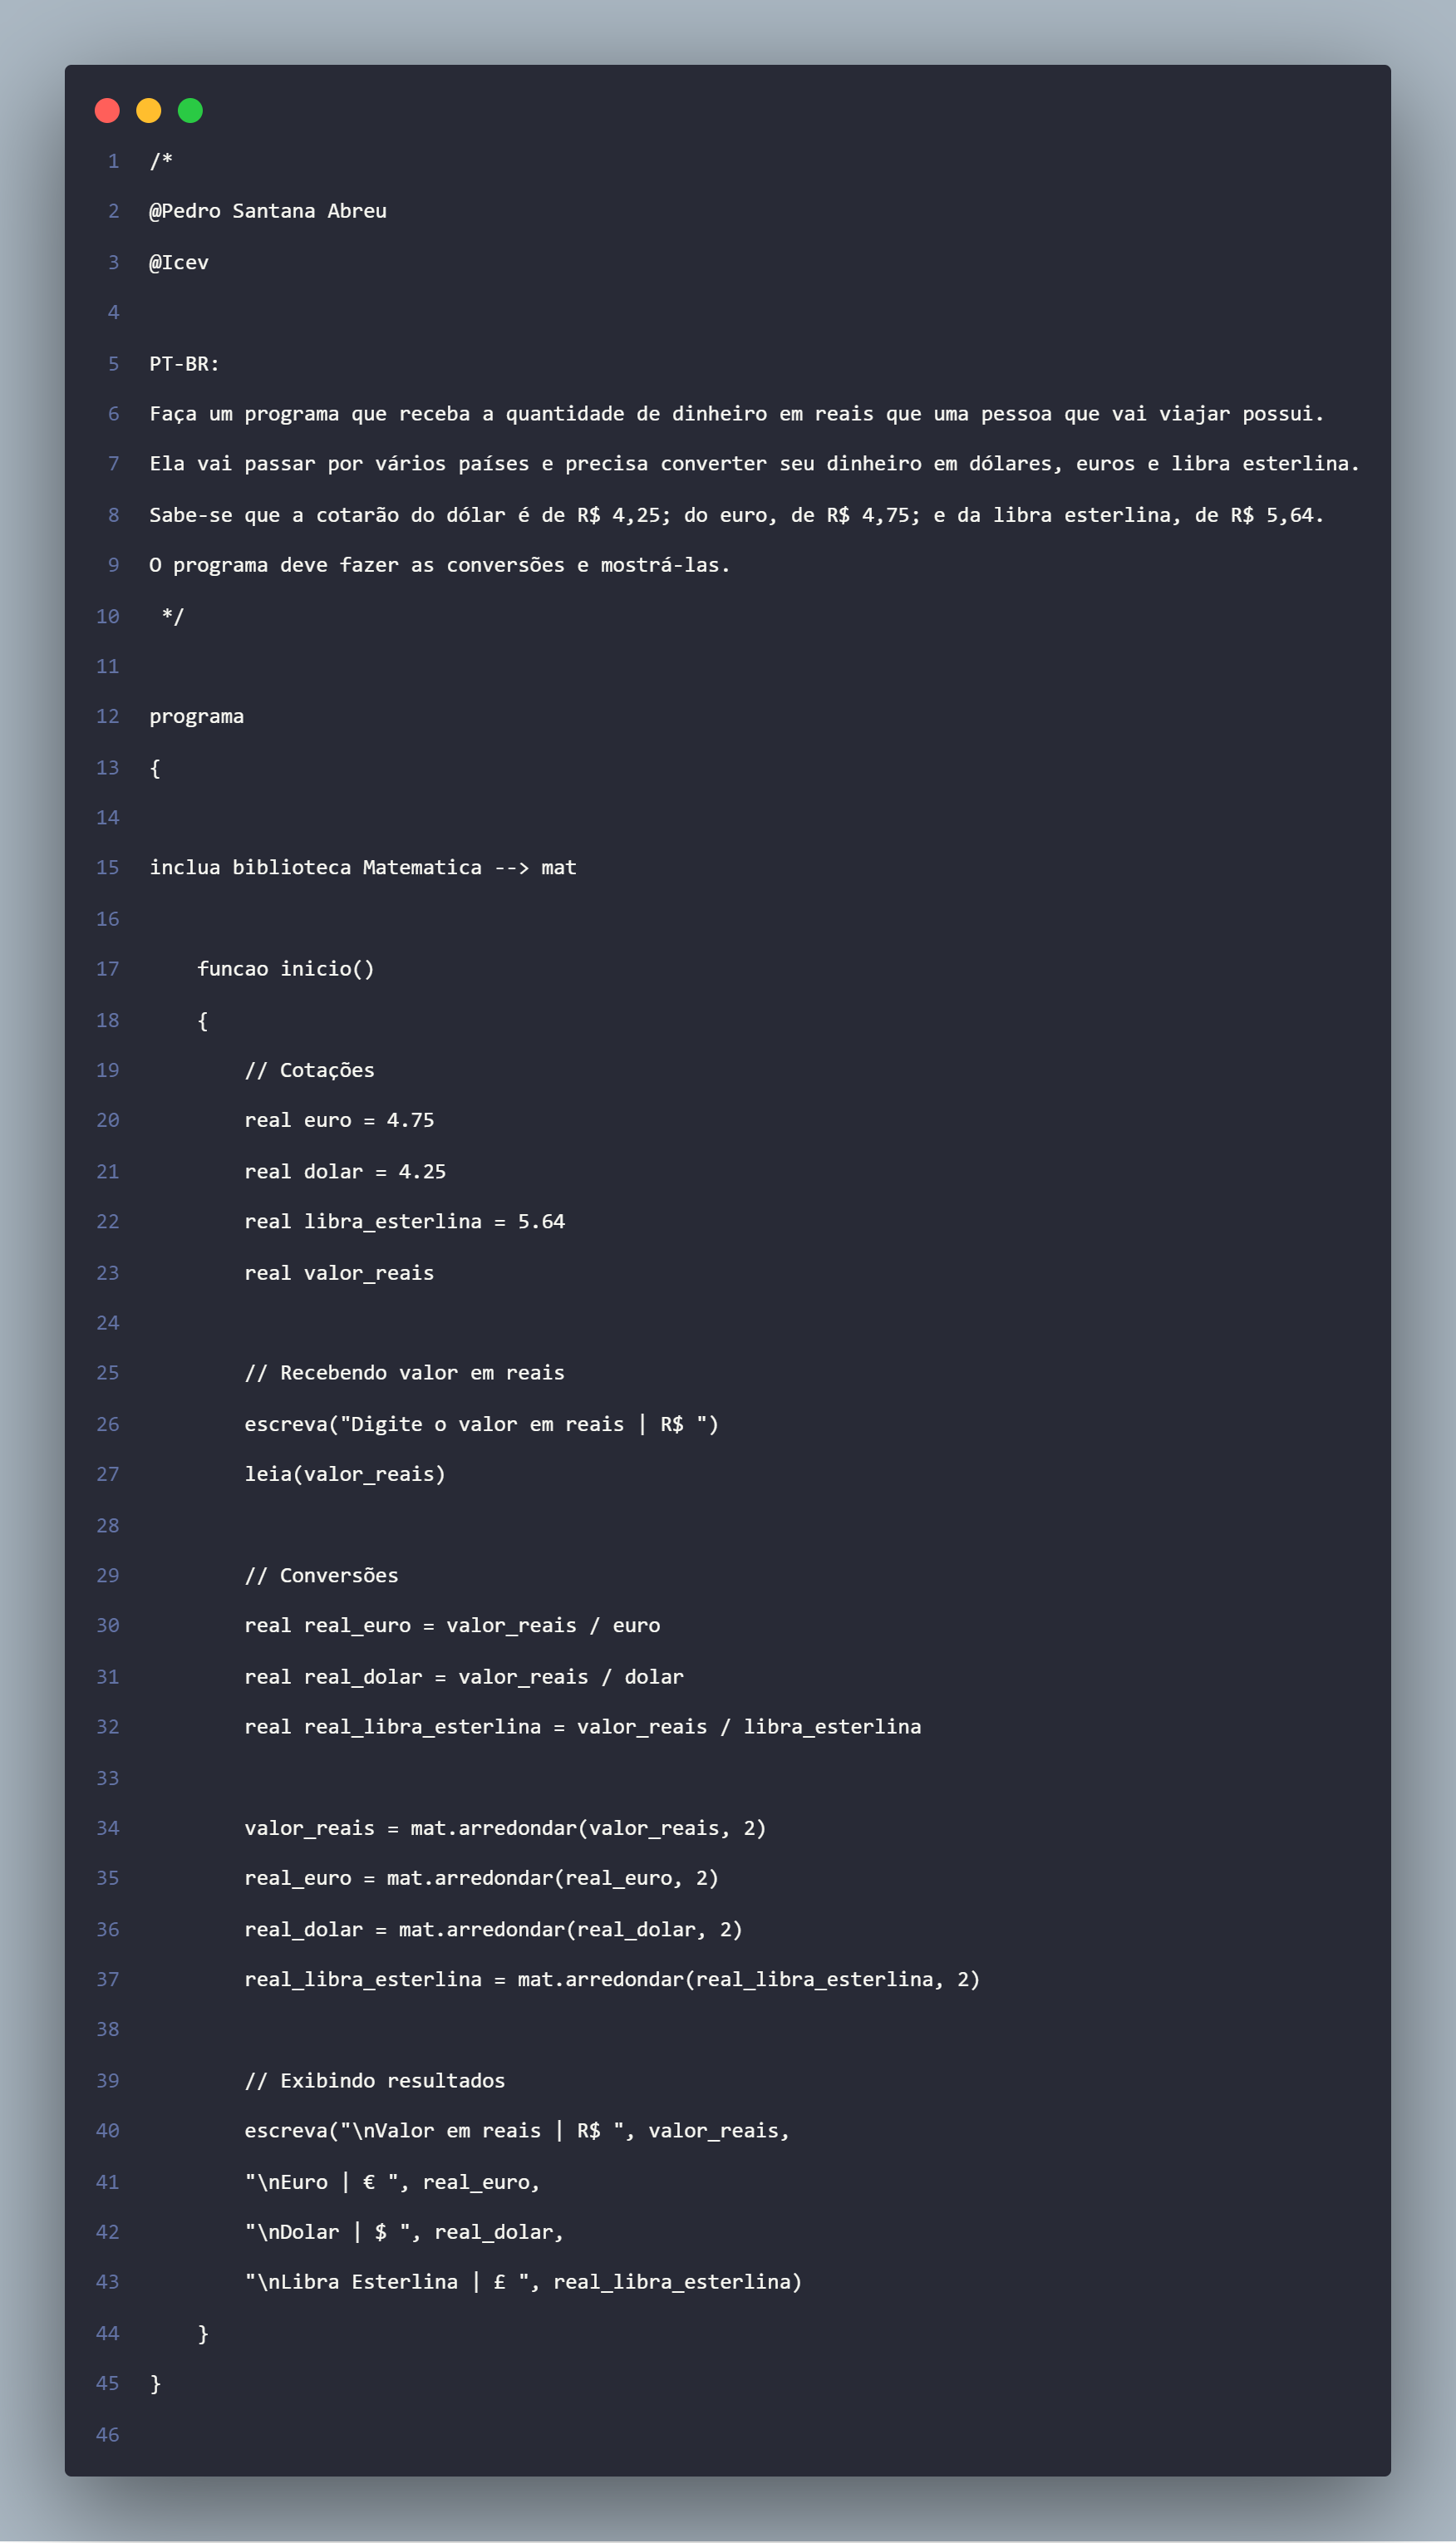 1 /*
2 @Pedro Santana Abreu
3 @Icev
4
5 PT-BR:
6 Faça um programa que receba a quantidade de dinheiro em reais que uma pessoa que vai viajar possui.
7 Ela vai passar por vários países e precisa converter seu dinheiro em dólares, euros e libra esterlina.
8 Sabe-se que a cotarão do dólar é de R$ 4,25; do euro, de R$ 4,75; e da libra esterlina, de R$ 5,64.
9 O programa deve fazer as conversões e mostrá-las.
10  */
11
12 programa
13 {
14
15 inclua biblioteca Matematica --> mat
16
17     funcao inicio()
18     {
19         // Cotações
20         real euro = 4.75
21         real dolar = 4.25
22         real libra_esterlina = 5.64
23         real valor_reais
24
25         // Recebendo valor em reais
26         escreva("Digite o valor em reais | R$ ")
27         leia(valor_reais)
28
29         // Conversões
30         real real_euro = valor_reais / euro
31         real real_dolar = valor_reais / dolar
32         real real_libra_esterlina = valor_reais / libra_esterlina
33
34         valor_reais = mat.arredondar(valor_reais, 2)
35         real_euro = mat.arredondar(real_euro, 2)
36         real_dolar = mat.arredondar(real_dolar, 2)
37         real_libra_esterlina = mat.arredondar(real_libra_esterlina, 2)
38
39         // Exibindo resultados
40         escreva("\nValor em reais | R$ ", valor_reais,
41         "\nEuro | € ", real_euro,
42         "\nDolar | $ ", real_dolar,
43         "\nLibra Esterlina | £ ", real_libra_esterlina)
44     }
45 }
46